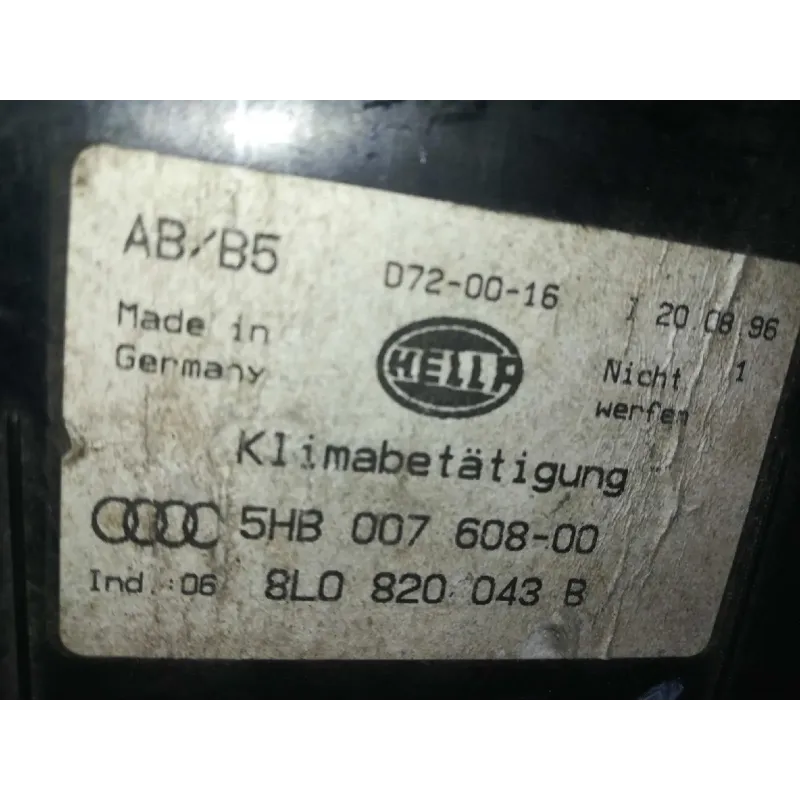 AB/B5
D72-00-16
20.08.96
Made in
Germany
HELLA
Nicht 1
werfen
Klimabetätigung
5HB 007 608-00
Ind.:06 8L0 820 043 B